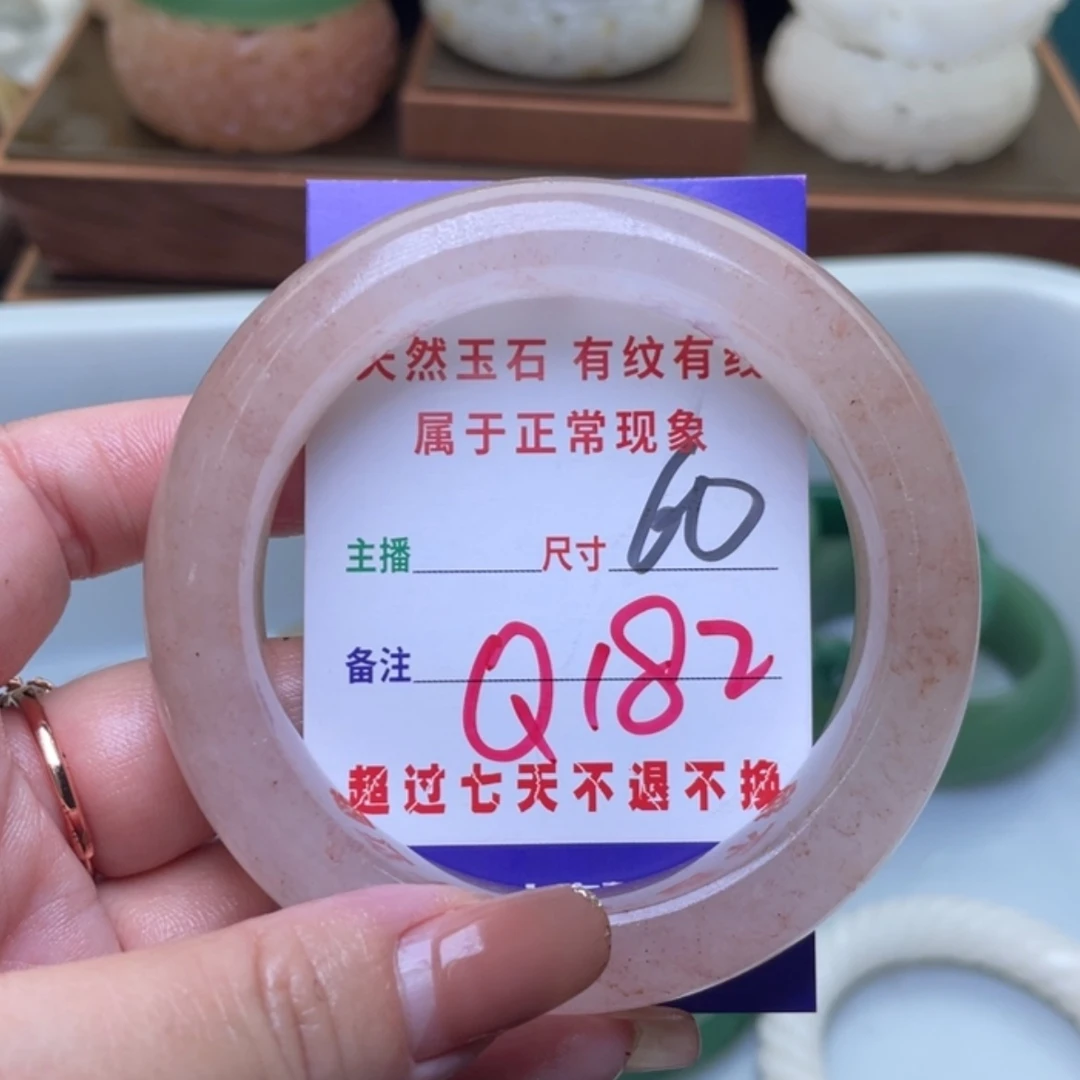 天然玉石 有纹有纹
属于正常现象
主播 尺寸 60
备注 Q182
超过七天不退不换